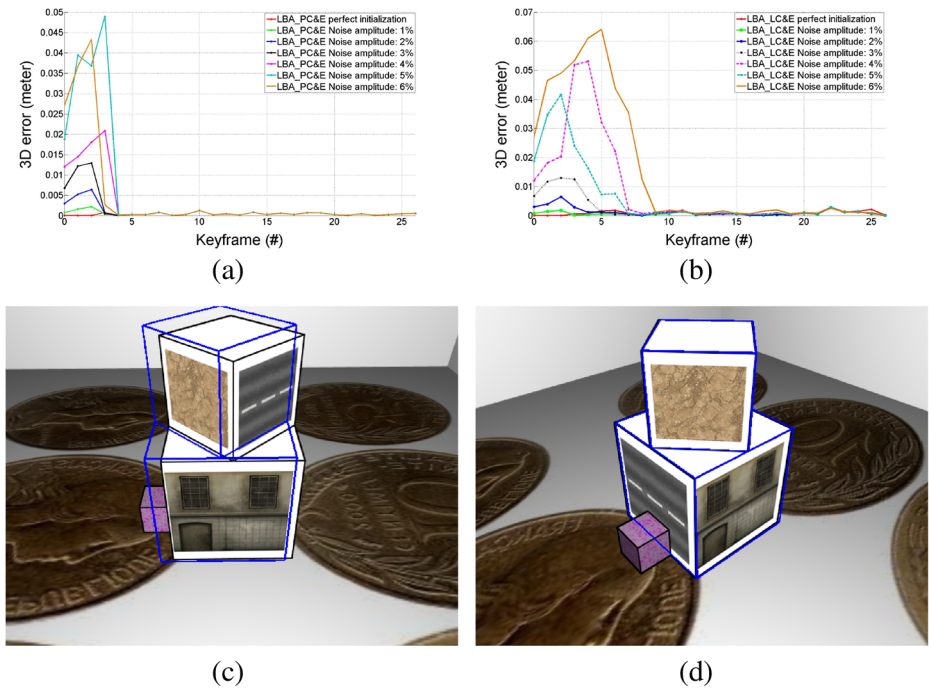 0.05
0.045
0.04
0.035
0.03
0.025
0.02
0.015
0.01
0.005
0
3D error (meter)
0 5 10 15 20 25
Keyframe (#)
LBA_PC&E perfect initialization
LBA_PC&E Noise amplitude: 1%
LBA_PC&E Noise amplitude: 2%
LBA_PC&E Noise amplitude: 3%
LBA_PC&E Noise amplitude: 4%
LBA_PC&E Noise amplitude: 5%
LBA_PC&E Noise amplitude: 6%
(a)
0.07
0.06
0.05
0.04
0.03
0.02
0.01
0
3D error (meter)
0 5 10 15 20 25
Keyframe (#)
LBA_LC&E perfect initialization
LBA_LC&E Noise amplitude: 1%
LBA_LC&E Noise amplitude: 2%
LBA_LC&E Noise amplitude: 3%
LBA_LC&E Noise amplitude: 4%
LBA_LC&E Noise amplitude: 5%
LBA_LC&E Noise amplitude: 6%
(b)
(c)
(d)